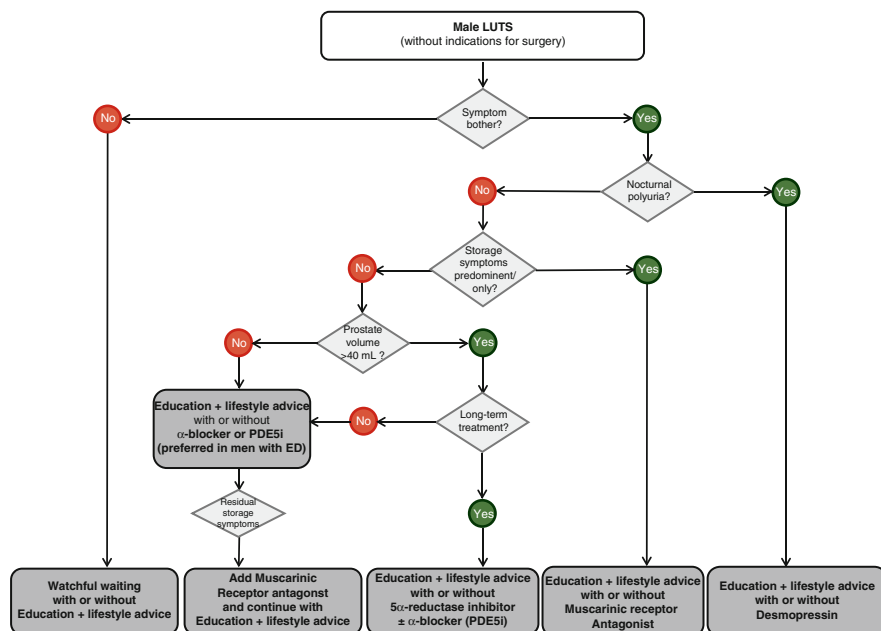 Male LUTS
(without indications for surgery)
No
Symptom
bother?
Yes
No
Nocturnal
polyuria?
Yes
Storage
symptoms
predominent/
only?
No
Yes
No
Prostate
volume
>40 mL ?
Yes
Education + lifestyle advice
with or without
α-blocker or PDE5i
(preferred in men with ED)
No
Long-term
treatment?
Residual
storage
symptoms
Yes
Watchful waiting
with or without
Education + lifestyle advice
Add Muscarinic
Receptor antagonst
and continue with
Education + lifestyle advice
Education + lifestyle advice
with or without
5α-reductase inhibitor
± α-blocker (PDE5i)
Education + lifestyle advice
with or without
Muscarinic receptor
Antagonist
Education + lifestyle advice
with or without
Desmopressin